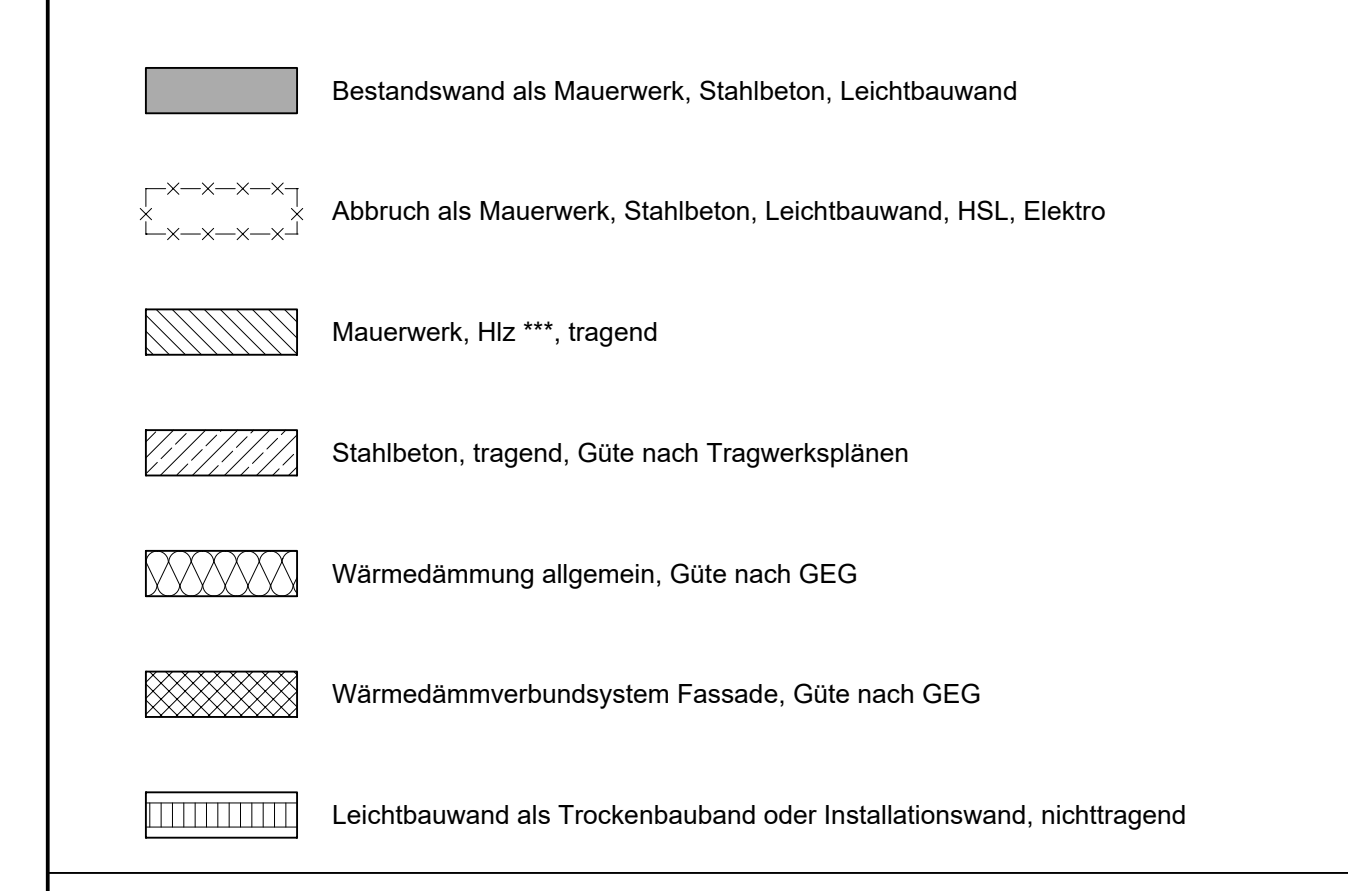 Bestandswand als Mauerwerk, Stahlbeton, Leichtbauwand
Abbruch als Mauerwerk, Stahlbeton, Leichtbauwand, HSL, Elektro
Mauerwerk, Hlz ***, tragend
Stahlbeton, tragend, Güte nach Tragwerksplänen
Wärmedämmung allgemein, Güte nach GEG
Wärmedämmverbundsystem Fassade, Güte nach GEG
Leichtbauwand als Trockenbauband oder Installationswand, nichttragend